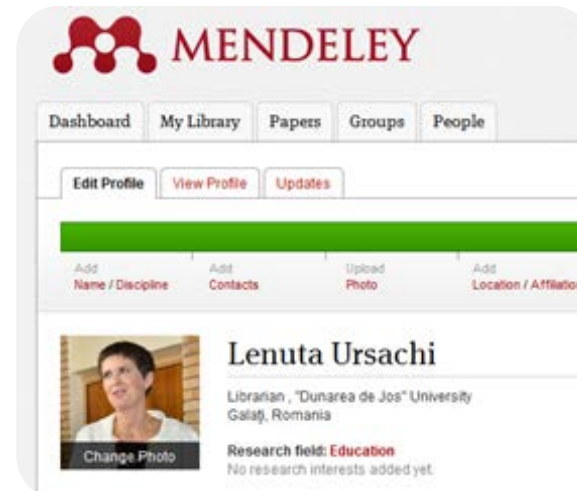 MENDELEY
Dashboard My Library Papers Groups People
Edit Profile View Profile Updates
Add Add Upload Add
Name / Discipline Contacts Photo Location / Affiliation
Lenuta Ursachi
Librarian , "Dunarea de Jos" University
Galaţi, Romania
Change Photo
Research field: Education
No research interests added yet.